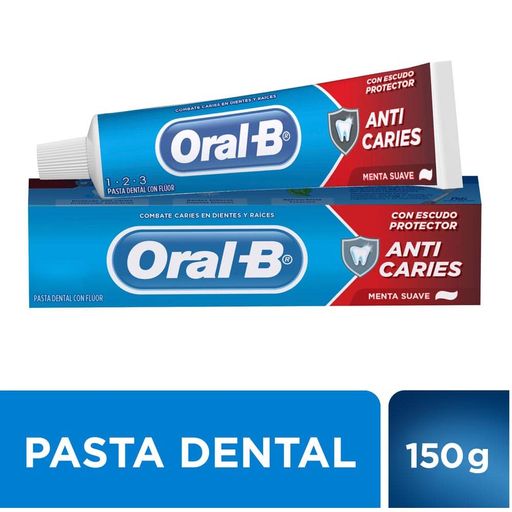 COMBATE CARIES EN DIENTES Y RAÍCES
CON ESCUDO
PROTECTOR
Oral-B®
ANTI
CARIES
1·2·3
PASTA DENTAL CON FLÚOR
MENTA SUAVE
COMBATE CARIES EN DIENTES Y RAÍCES
CON ESCUDO
PROTECTOR
Oral-B®
ANTI
CARIES
PASTA DENTAL CON FLÚOR
MENTA SUAVE
PASTA DENTAL
150g